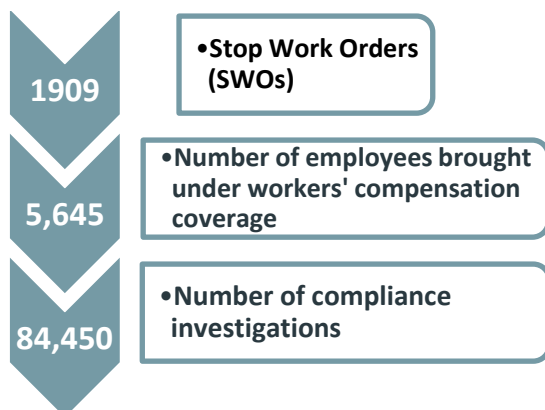 1909
•Stop Work Orders
(SWOs)
5,645
•Number of employees brought
under workers' compensation
coverage
84,450
•Number of compliance
investigations